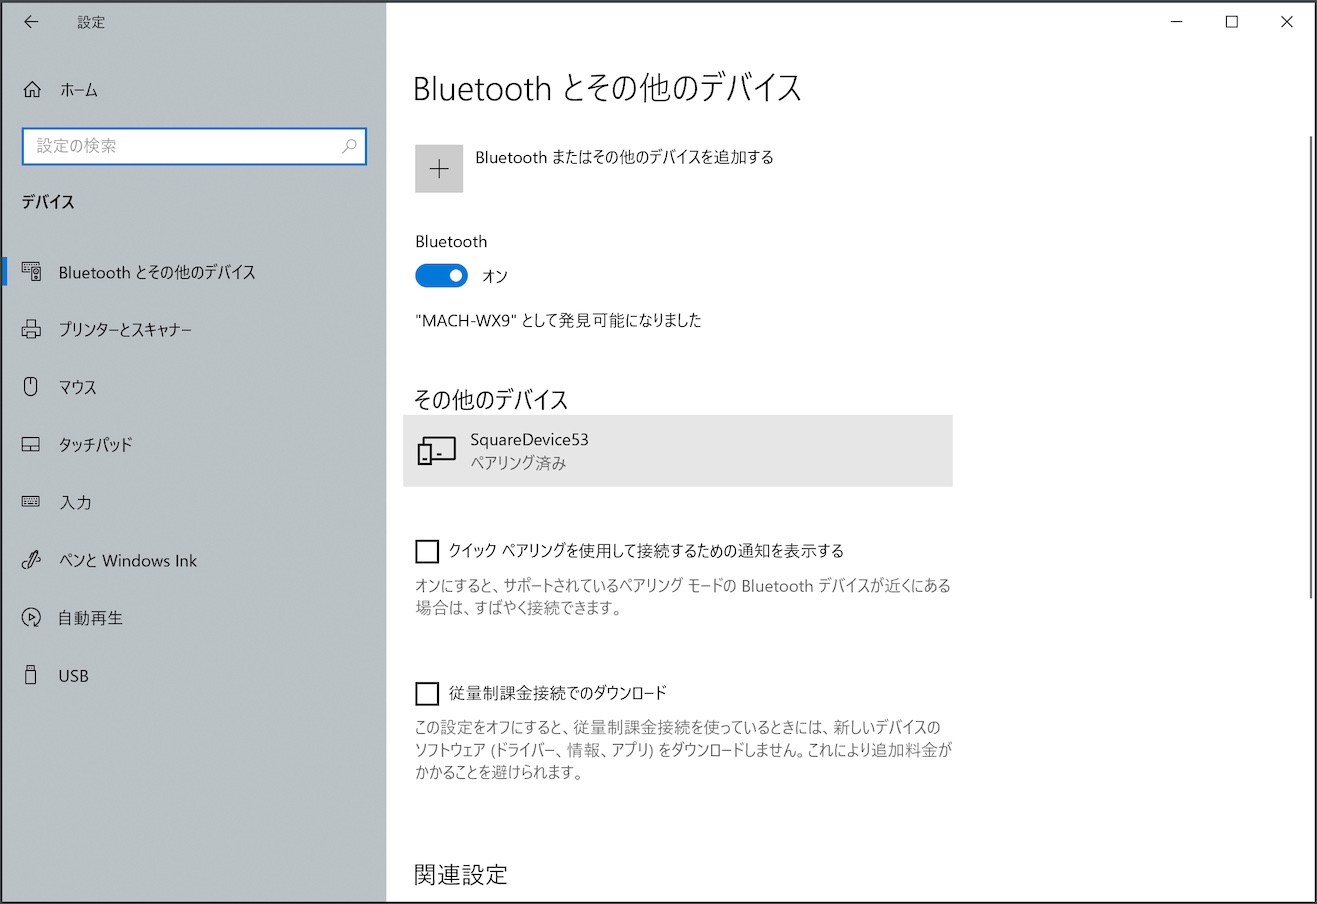 設定
ホーム
設定の検索
デバイス
Bluetooth とその他のデバイス
プリンターとスキャナー
マウス
タッチパッド
入力
ペンと Windows Ink
自動再生
USB
Bluetooth とその他のデバイス
Bluetooth またはその他のデバイスを追加する
Bluetooth
オン
"MACH-WX9" として発見可能になりました
その他のデバイス
SquareDevice53
ペアリング済み
クイック ペアリングを使用して接続するための通知を表示する
オンにすると、サポートされているペアリング モードの Bluetooth デバイスが近くにある
場合は、すばやく接続できます。
従量制課金接続でのダウンロード
この設定をオフにすると、従量制課金接続を使っているときには、新しいデバイスの
ソフトウェア (ドライバー、情報、アプリ) をダウンロードしません。これにより追加料金が
かかることを避けられます。
関連設定